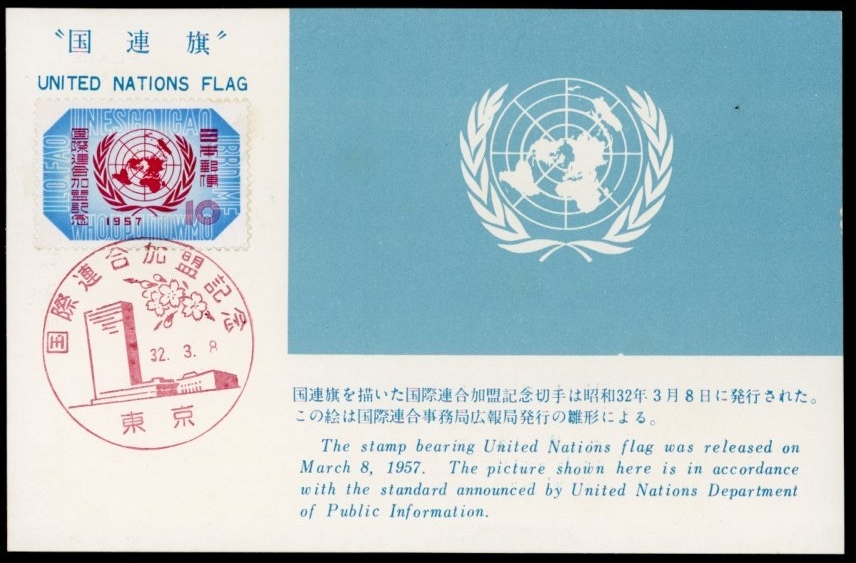 〝国連旗〟
UNITED NATIONS FLAG
UNESCO ICAO
ILO FAO
国際連合加盟記念
日本郵便
IBRD IMF
1957
10
WHO UPU ITU WMO
国際連合加盟記念
32. 3. 8
東京
国連旗を描いた国際連合加盟記念切手は昭和32年3月8日に発行された。
この絵は国際連合事務局広報局発行の雛形による。
The stamp bearing United Nations flag was released on
March 8, 1957. The picture shown here is in accordance
with the standard announced by United Nations Department
of Public Information.